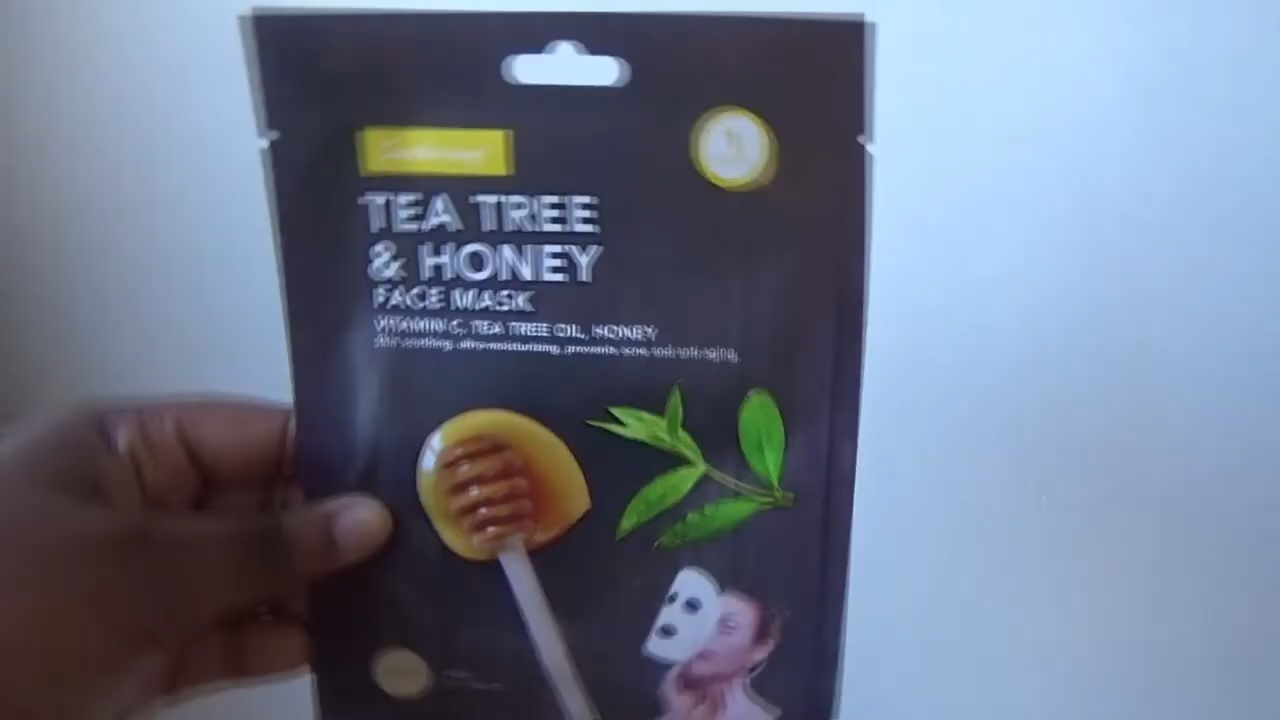 TEA TREE
& HONEY
FACE MASK
VITAMIN C, TEA TREE OIL, HONEY
Skin soothing, ultra-moisturizing, prevents acne and anti-aging.